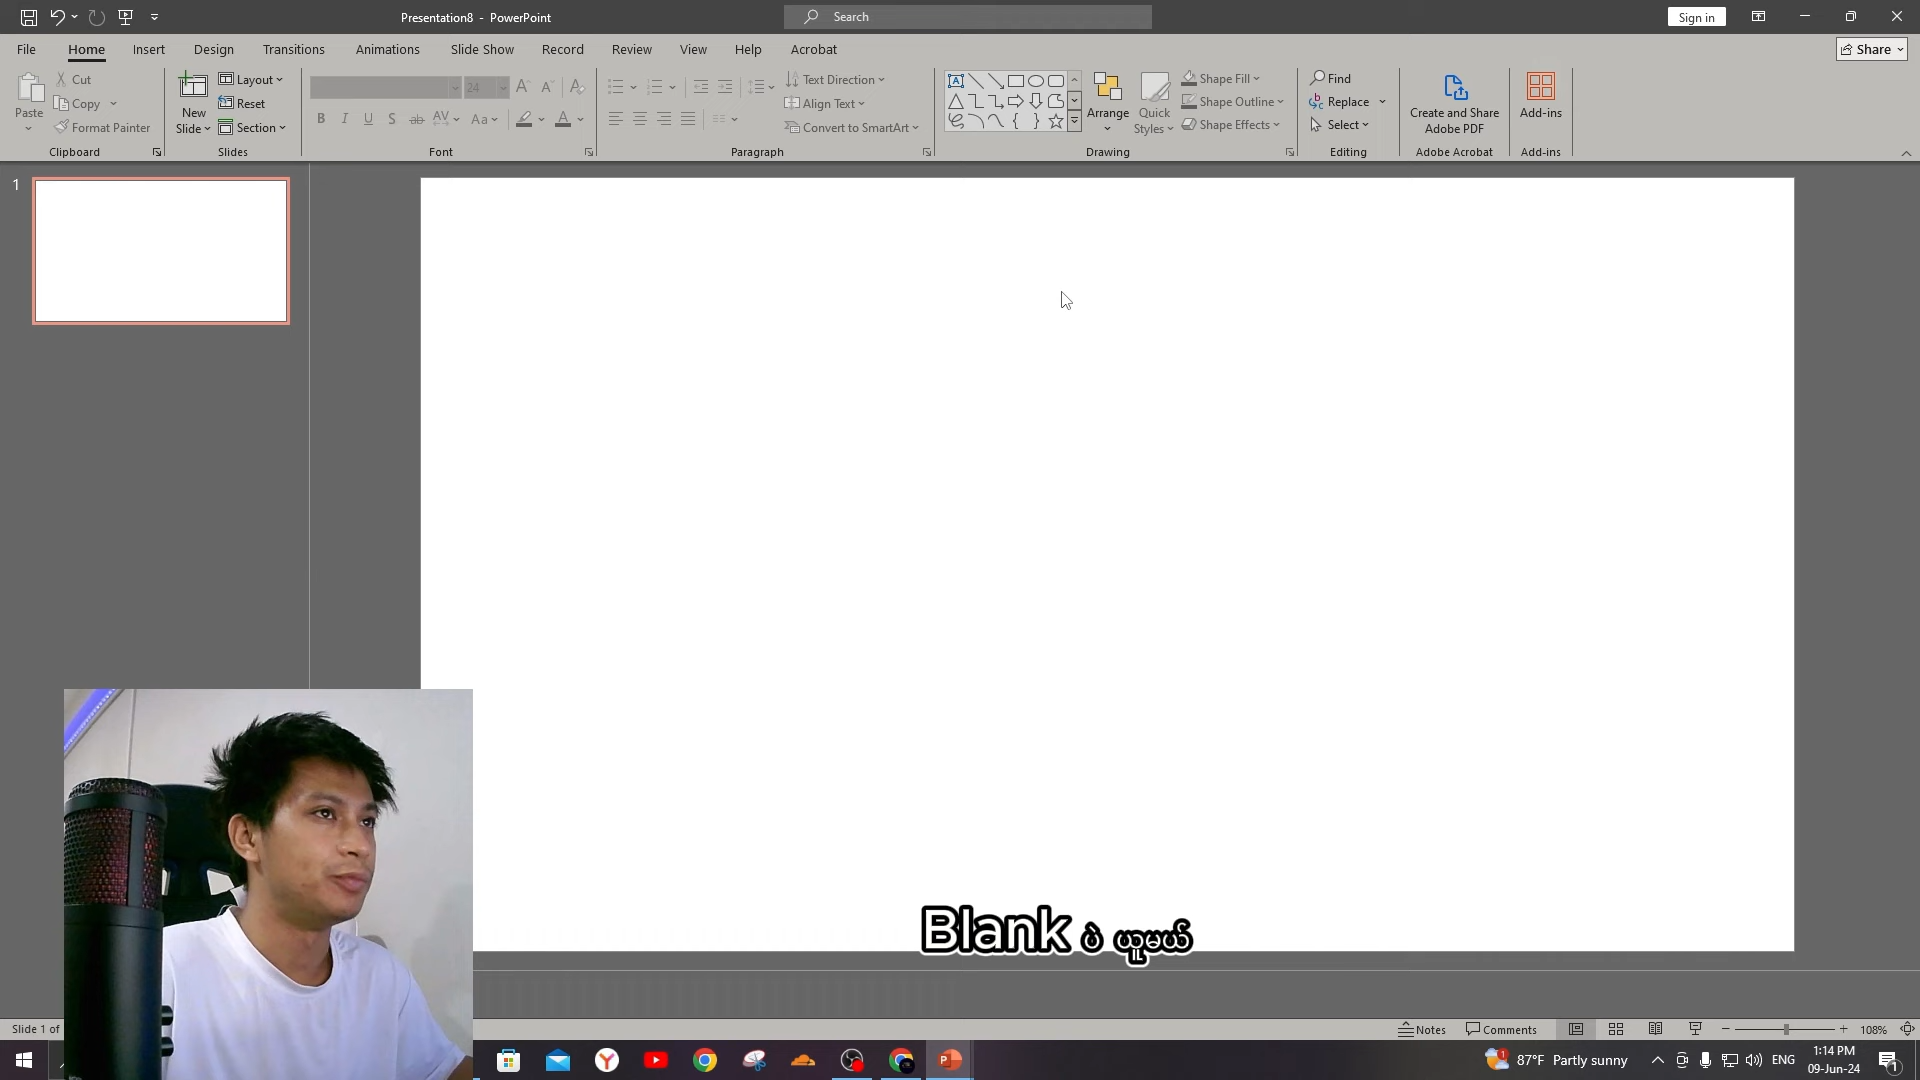 Presentation8 - PowerPoint
Search
Sign in
File Home Insert Design Transitions Animations Slide Show Record Review View Help Acrobat
Share
Paste
Cut
Copy
Format Painter
Clipboard
New Slide
Layout
Reset
Section
Slides
24
B I U S ab AV Aa A
Font
Text Direction
Align Text
Convert to SmartArt
Paragraph
Arrange
Quick Styles
Shape Fill
Shape Outline
Shape Effects
Drawing
Find
Replace
Select
Editing
Create and Share Adobe PDF
Adobe Acrobat
Add-ins
Add-ins
1
Blank ပဲ ယူမယ်
Slide 1 of
Notes
Comments
108%
87°F Partly sunny
ENG
1:14 PM
09-Jun-24